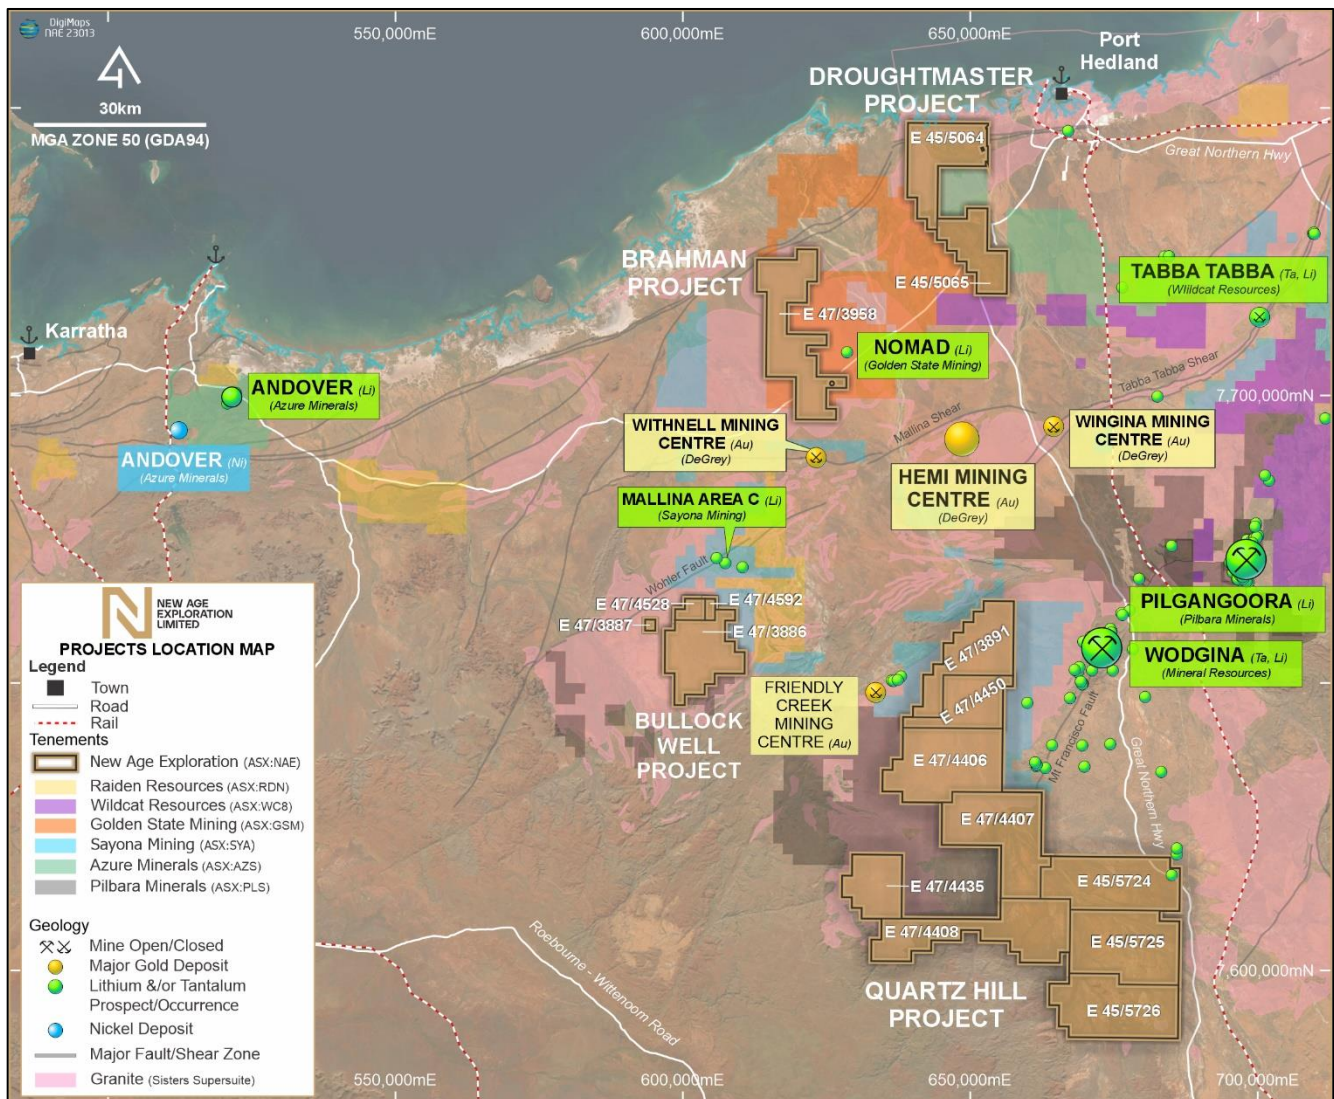 DigiMaps
NAE 23013
550,000mE
600,000mE
650,000mE
30km
MGA ZONE 50 (GDA94)
Port
Hedland
DROUGHTMASTER
PROJECT
E 45/5064
Great Northern Hwy
BRAHMAN
PROJECT
E 45/5065
E 47/3958
TABBA TABBA (Ta, Li)
(Wildcat Resources)
Karratha
NOMAD (Li)
(Golden State Mining)
Tabba Tabba Shear
ANDOVER (Li)
(Azure Minerals)
7,700,000mN
Mallina Shear
WITHNELL MINING
CENTRE (Au)
(DeGrey)
WINGINA MINING
CENTRE (Au)
(DeGrey)
ANDOVER (Ni)
(Azure Minerals)
HEMI MINING
CENTRE (Au)
(DeGrey)
MALLINA AREA C (Li)
(Sayona Mining)
Wohler Fault
E 47/4528
E 47/4592
E 47/3887
E 47/3886
PILGANGOORA (Li)
(Pilbara Minerals)
E 47/3891
WODGINA (Ta, Li)
(Mineral Resources)
E 47/4450
FRIENDLY
CREEK
MINING
CENTRE (Au)
BULLOCK
WELL
PROJECT
Mt Francisco Fault
E 47/4406
Great Northern Hwy
E 47/4407
E 47/4435
E 45/5724
E 47/4408
E 45/5725
Roebourne - Wittenoom Road
7,600,000mN
QUARTZ HILL
PROJECT
E 45/5726
550,000mE
600,000mE
650,000mE
700,000mE
N
NEW AGE
EXPLORATION
LIMITED
PROJECTS LOCATION MAP
Legend
Town
Road
Rail
Tenements
New Age Exploration (ASX:NAE)
Raiden Resources (ASX:RDN)
Wildcat Resources (ASX:WC8)
Golden State Mining (ASX:GSM)
Sayona Mining (ASX:SYA)
Azure Minerals (ASX:AZS)
Pilbara Minerals (ASX:PLS)
Geology
Mine Open/Closed
Major Gold Deposit
Lithium &/or Tantalum
Prospect/Occurrence
Nickel Deposit
Major Fault/Shear Zone
Granite (Sisters Supersuite)